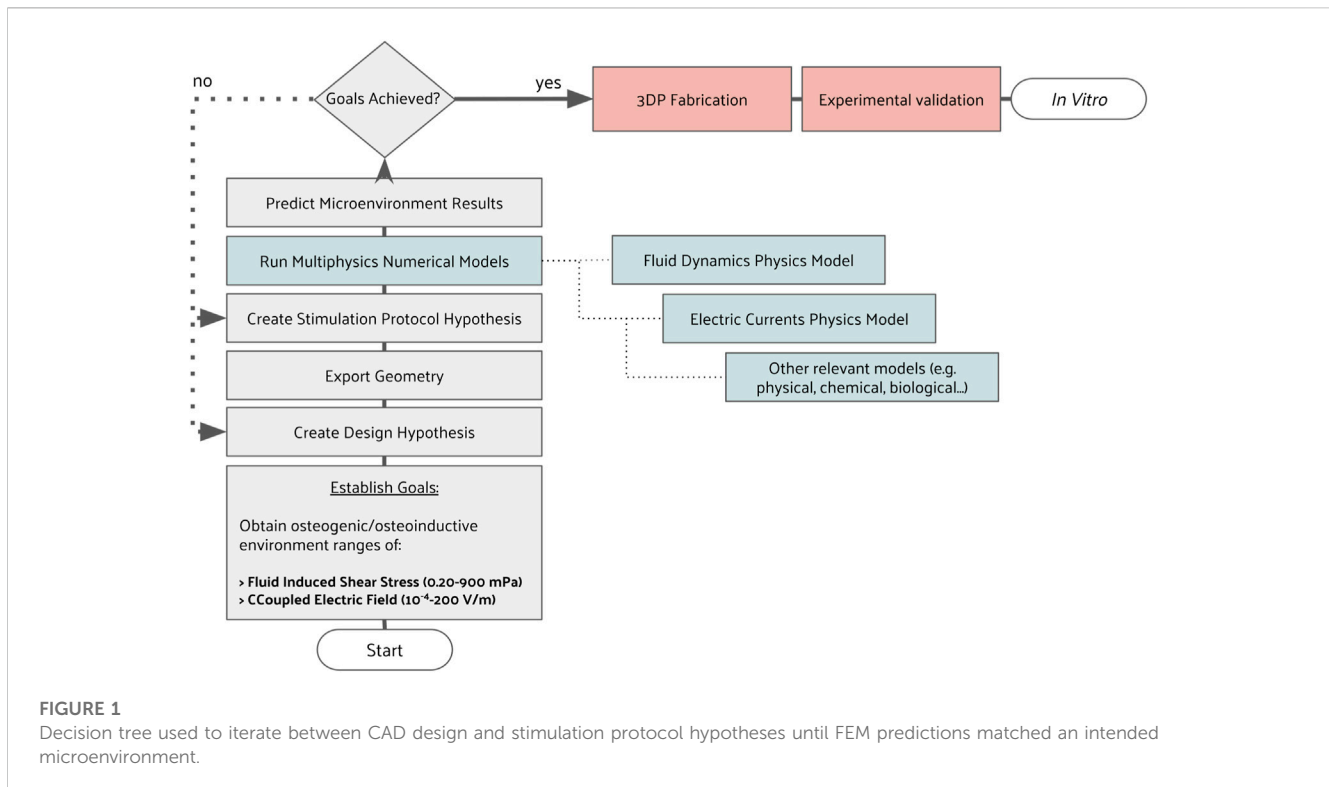 no
Goals Achieved?
yes
3DP Fabrication
Experimental validation
In Vitro
Predict Microenvironment Results
Run Multiphysics Numerical Models
Fluid Dynamics Physics Model
Create Stimulation Protocol Hypothesis
Electric Currents Physics Model
Export Geometry
Other relevant models (e.g.
physical, chemical, biological...)
Create Design Hypothesis
Establish Goals:
Obtain osteogenic/osteoinductive
environment ranges of:
> Fluid Induced Shear Stress (0.20-900 mPa)
> CCoupled Electric Field (10⁻⁴-200 V/m)
Start
FIGURE 1
Decision tree used to iterate between CAD design and stimulation protocol hypotheses until FEM predictions matched an intended
microenvironment.